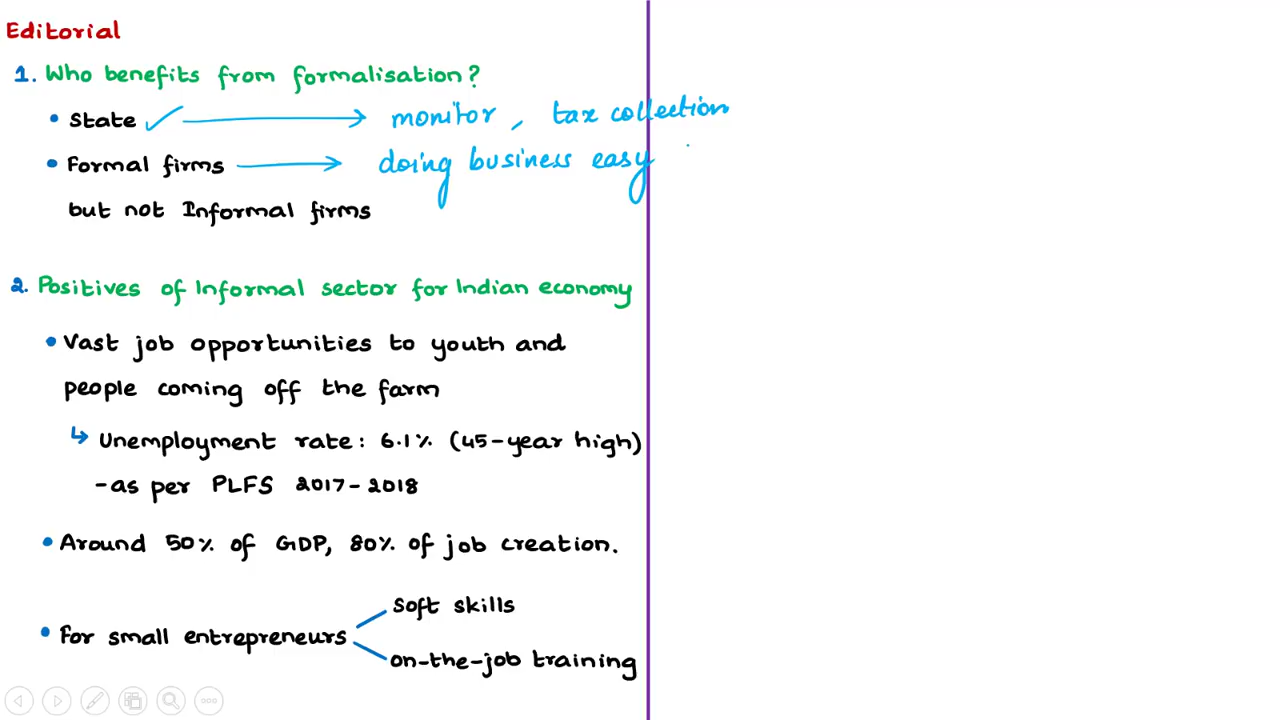 Editorial
1. Who benefits from formalisation?
• State ✓ → monitor, tax collection
• Formal firms → doing business easy
but not Informal firms
2. Positives of Informal sector for Indian economy
• Vast job opportunities to youth and
people coming off the farm
↳ Unemployment rate: 6.1% (45-year high)
-as per PLFS 2017-2018
• Around 50% of GDP, 80% of job creation.
• For small entrepreneurs
soft skills
on-the-job training